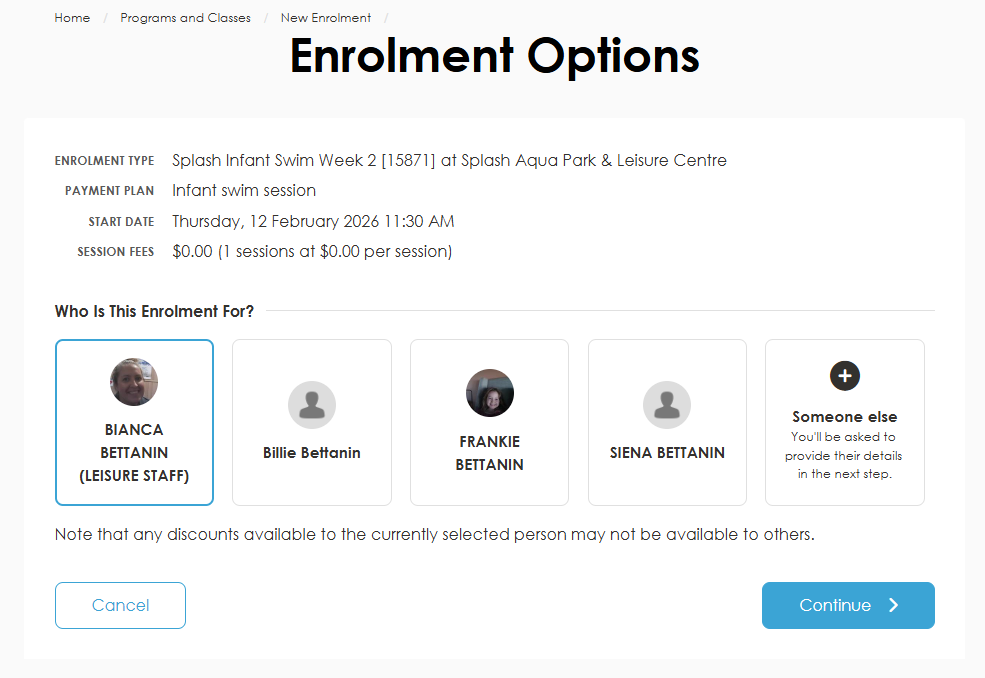 Home / Programs and Classes / New Enrolment /
Enrolment Options
ENROLMENT TYPE Splash Infant Swim Week 2 [15871] at Splash Aqua Park & Leisure Centre
PAYMENT PLAN Infant swim session
START DATE Thursday, 12 February 2026 11:30 AM
SESSION FEES $0.00 (1 sessions at $0.00 per session)
Who Is This Enrolment For?
BIANCA
BETTANIN
(LEISURE STAFF)
Billie Bettanin
FRANKIE
BETTANIN
SIENA BETTANIN
Someone else
You'll be asked to
provide their details
in the next step.
Note that any discounts available to the currently selected person may not be available to others.
Cancel
Continue